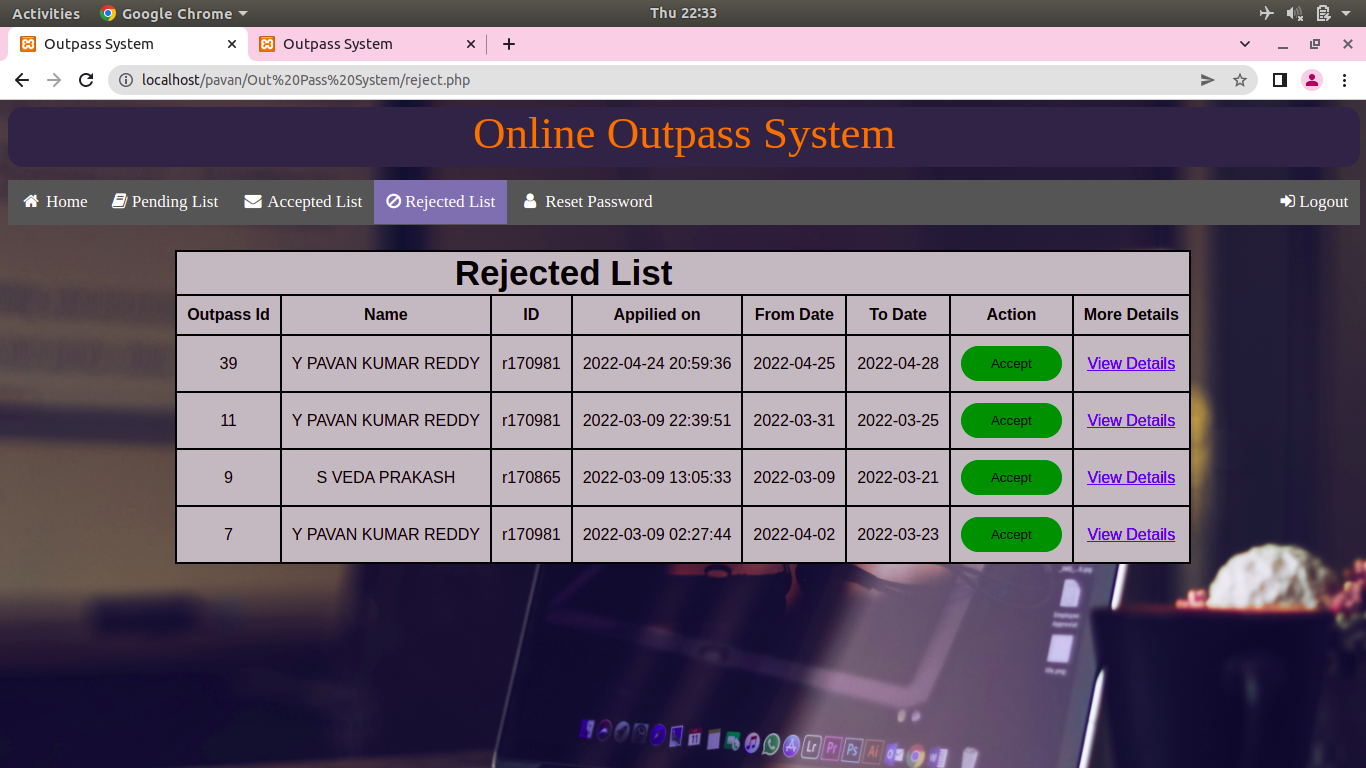 Activities Google Chrome Thu 22:33
Outpass System Outpass System
localhost/pavan/Out%20Pass%20System/reject.php
Online Outpass System
Home Pending List Accepted List Rejected List Reset Password Logout
Rejected List
Outpass Id Name ID Appilied on From Date To Date Action More Details
39 Y PAVAN KUMAR REDDY r170981 2022-04-24 20:59:36 2022-04-25 2022-04-28 Accept View Details
11 Y PAVAN KUMAR REDDY r170981 2022-03-09 22:39:51 2022-03-31 2022-03-25 Accept View Details
9 S VEDA PRAKASH r170865 2022-03-09 13:05:33 2022-03-09 2022-03-21 Accept View Details
7 Y PAVAN KUMAR REDDY r170981 2022-03-09 02:27:44 2022-04-02 2022-03-23 Accept View Details
11 Lr Pr Ps Ai